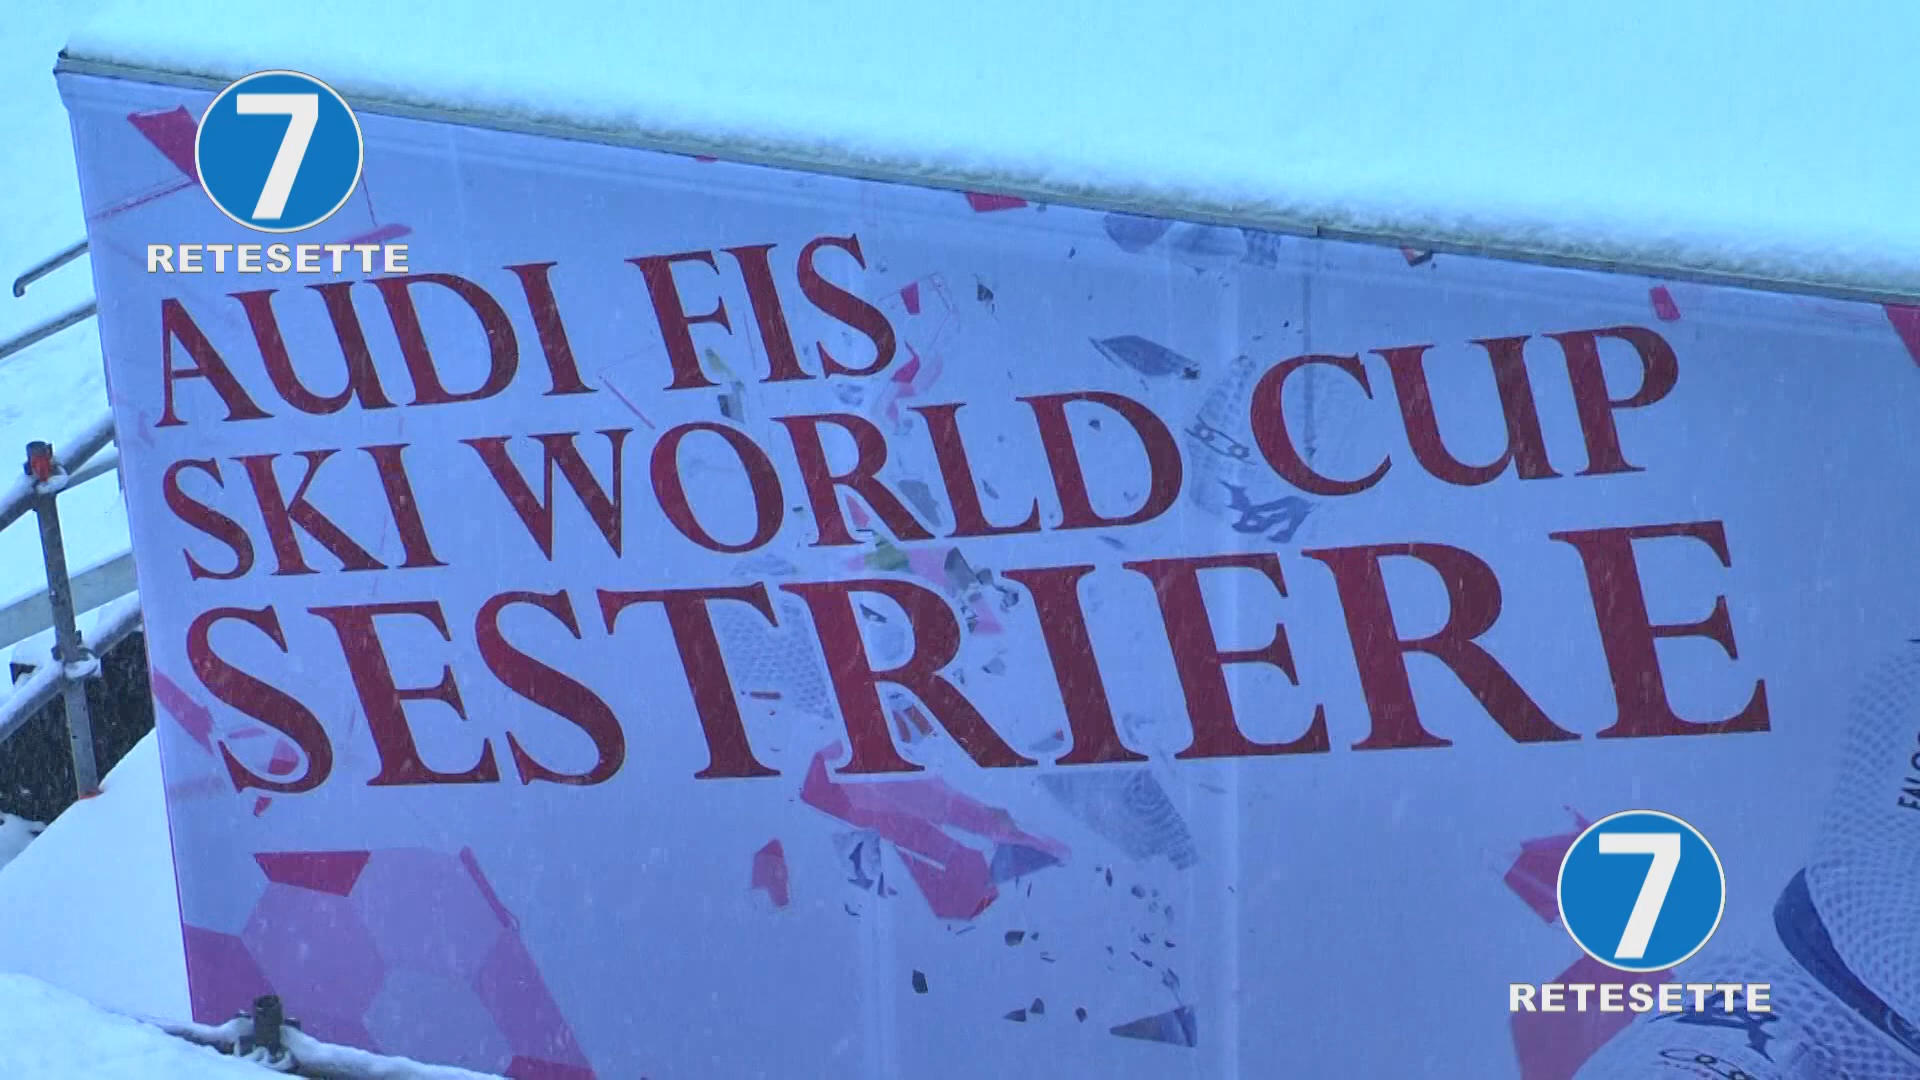 7
RETESETTE
AUDI FIS
SKI WORLD CUP
SESTRIERE
7
RETESETTE